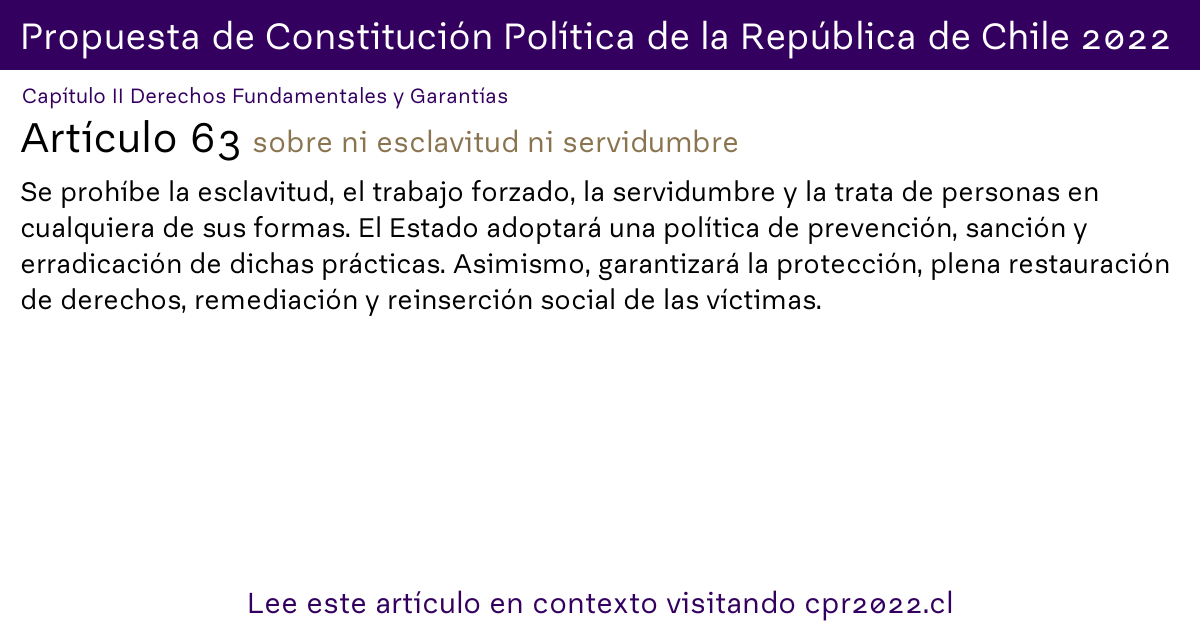 Propuesta de Constitución Política de la República de Chile 2022
Capítulo II Derechos Fundamentales y Garantías
Artículo 63 sobre ni esclavitud ni servidumbre
Se prohíbe la esclavitud, el trabajo forzado, la servidumbre y la trata de personas en
cualquiera de sus formas. El Estado adoptará una política de prevención, sanción y
erradicación de dichas prácticas. Asimismo, garantizará la protección, plena restauración
de derechos, remediación y reinserción social de las víctimas.
Lee este artículo en contexto visitando cpr2022.cl